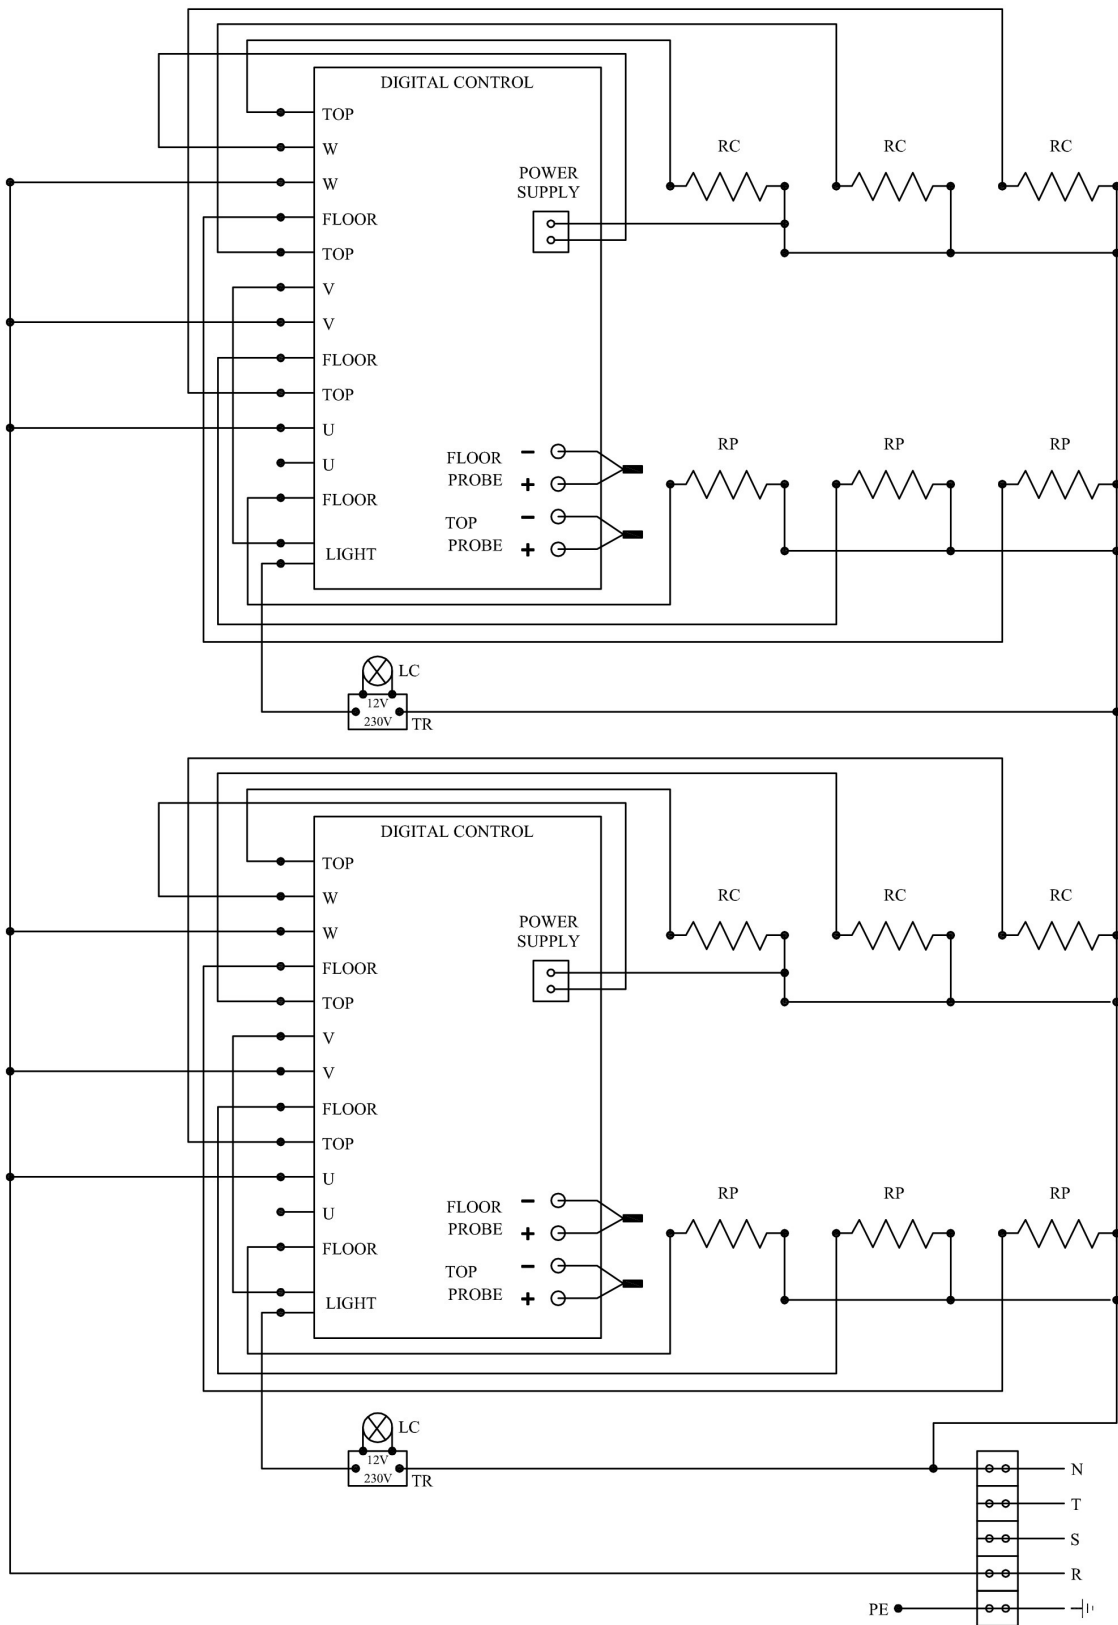 DIGITAL CONTROL
TOP
W
W
FLOOR
TOP
V
V
FLOOR
TOP
U
U
FLOOR
LIGHT
POWER
SUPPLY
FLOOR
PROBE
−
+
TOP
PROBE
−
+
RC
RC
RC
RP
RP
RP
LC
12V
230V
TR
DIGITAL CONTROL
TOP
W
W
FLOOR
TOP
V
V
FLOOR
TOP
U
U
FLOOR
LIGHT
POWER
SUPPLY
FLOOR
PROBE
−
+
TOP
PROBE
−
+
RC
RC
RC
RP
RP
RP
LC
12V
230V
TR
N
T
S
R
PE